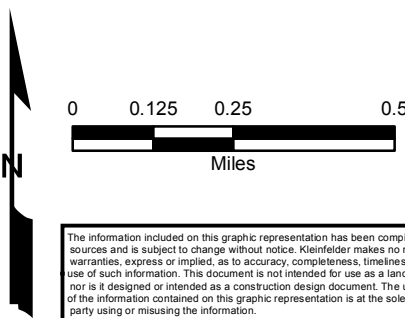 0 0.125 0.25 0.5
Miles
N
The information included on this graphic representation has been
sources and is subject to change without notice. Kleinfelder makes no
warranties, express or implied, as to accuracy, completeness, timelines
use of such information. This document is not intended for use as a
nor is it designed or intended as a construction design document. The
of the information contained on this graphic representation is at the sole
party using or misusing the information.